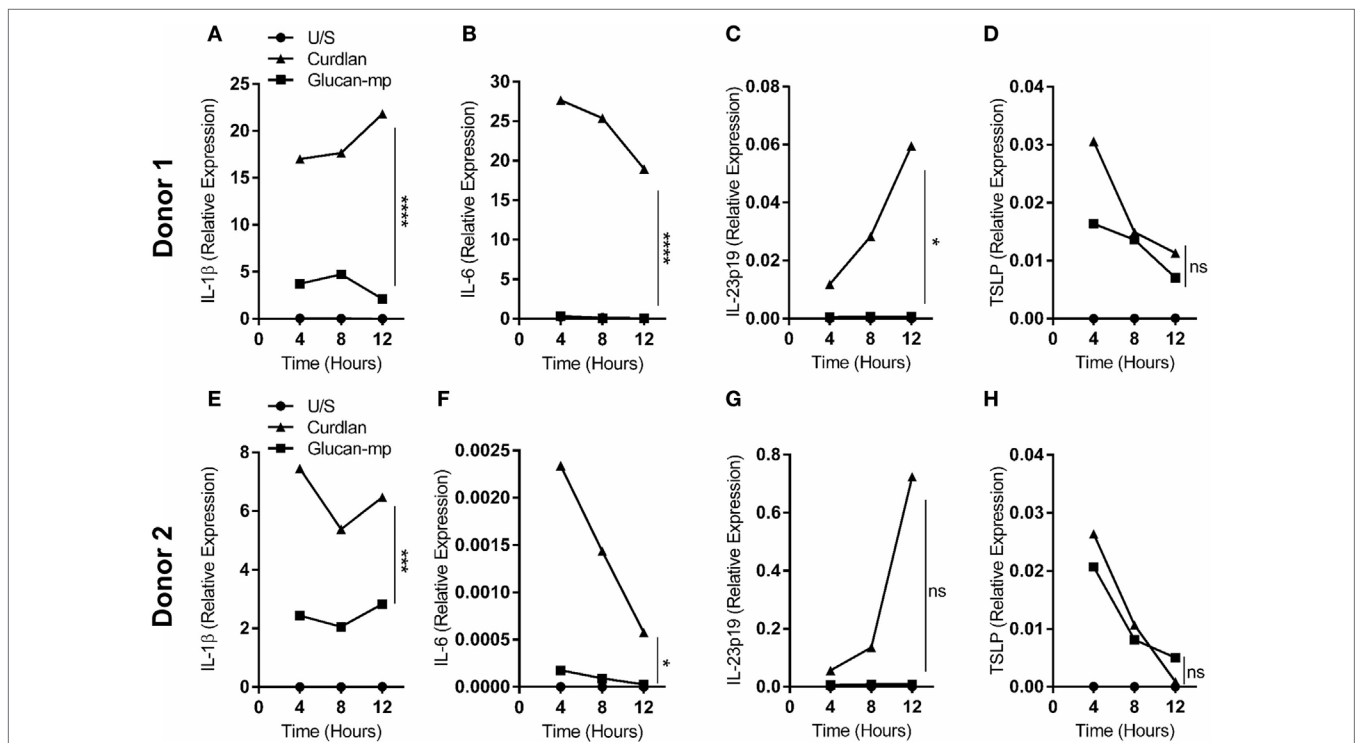 Donor 1
A
U/S
Curdlan
Glucan-mp
IL-1β (Relative Expression)
25
20
15
10
5
0
0 4 8 12
Time (Hours)
****
B
IL-6 (Relative Expression)
30
25
20
15
10
5
0
0 4 8 12
Time (Hours)
****
C
IL-23p19 (Relative Expression)
0.08
0.06
0.04
0.02
0.00
0 4 8 12
Time (Hours)
*
D
TSLP (Relative Expression)
0.04
0.03
0.02
0.01
0.00
0 4 8 12
Time (Hours)
ns
Donor 2
E
U/S
Curdlan
Glucan-mp
IL-1β (Relative Expression)
8
6
4
2
0
0 4 8 12
Time (Hours)
***
F
IL-6 (Relative Expression)
0.0025
0.0020
0.0015
0.0010
0.0005
0.0000
0 4 8 12
Time (Hours)
*
G
IL-23p19 (Relative Expression)
0.8
0.6
0.4
0.2
0.0
0 4 8 12
Time (Hours)
ns
H
TSLP (Relative Expression)
0.04
0.03
0.02
0.01
0.00
0 4 8 12
Time (Hours)
ns